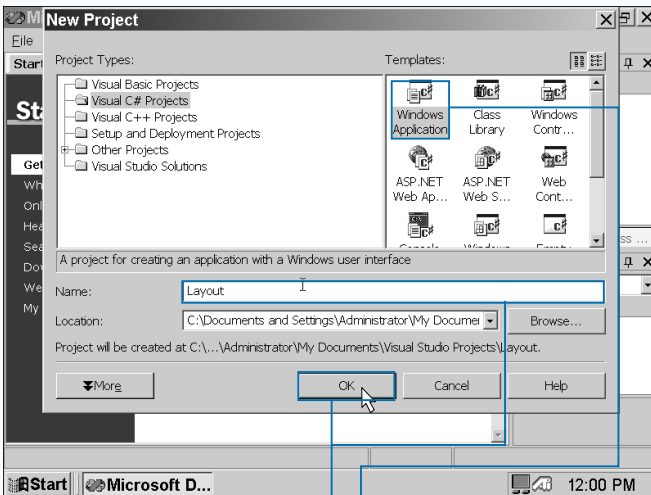 M
New Project
File
Start
Project Types:
Templates:
Visual Basic Projects
Visual C# Projects
Visual C++ Projects
Setup and Deployment Projects
Other Projects
Visual Studio Solutions
Windows Application
Class Library
Windows Contr...
ASP.NET Web Ap...
ASP.NET Web S...
Web Cont...
Sta
Get
Wh
Onl
Hea
Sea
Dov
We
My
A project for creating an application with a Windows user interface
Name:
Layout
Location:
C:\Documents and Settings\Administrator\My Documer
Browse...
Project will be created at C:\...\Administrator\My Documents\Visual Studio Projects\Layout.
More
OK
Cancel
Help
ss ...
Start
Microsoft D...
12:00 PM